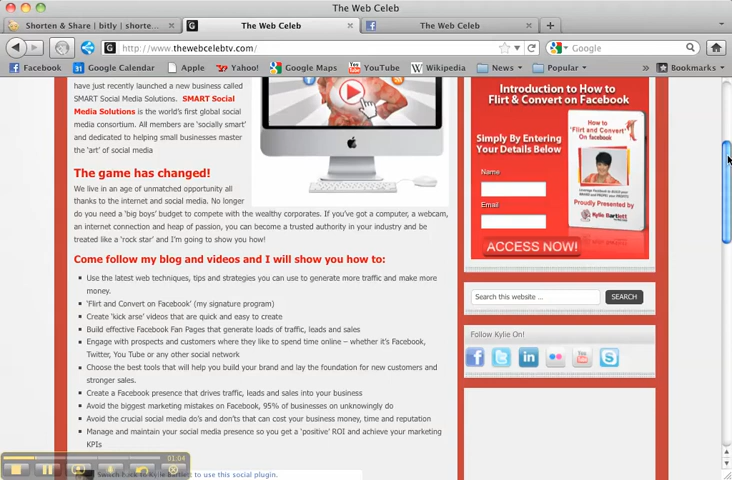 The Web Celeb
Shorten & Share | bitly | shorte...
The Web Celeb
The Web Celeb
http://www.thewebcelebtv.com/
Google
Facebook
Google Calendar
Apple
Yahoo!
Google Maps
YouTube
Wikipedia
News
Popular
Bookmarks
have just recently launched a new business called
SMART Social Media Solutions. SMART Social
Media Solutions is the world's first global social
media consortium. All members are 'socially smart'
and dedicated to helping small businesses master
the 'art' of social media
The game has changed!
We live in an age of unmatched opportunity all
thanks to the internet and social media. No longer
do you need a 'big boys' budget to compete with the wealthy corporates. If you've got a computer, a webcam,
an internet connection and heap of passion, you can become a trusted authority in your industry and be
treated like a 'rock star' and I'm going to show you how!
Come follow my blog and videos and I will show you how to:
Use the latest web techniques, tips and strategies you can use to generate more traffic and make more
money.
'Flirt and Convert on Facebook' (my signature program)
Create 'kick arse' videos that are quick and easy to create
Build effective Facebook Fan Pages that generate loads of traffic, leads and sales
Engage with prospects and customers where they like to spend time online – whether it's Facebook,
Twitter, You Tube or any other social network
Choose the best tools that will help you build your brand and lay the foundation for new customers and
stronger sales.
Create a Facebook presence that drives traffic, leads and sales into your business
Avoid the biggest marketing mistakes on Facebook, 95% of businesses on unknowingly do
Avoid the crucial social media do's and don'ts that can cost your business money, time and reputation
Manage and maintain your social media presence so you get a 'positive' ROI and achieve your marketing
KPIs
to use this social plugin.
01:04
Introduction to How to
Flirt & Convert on Facebook
Simply By Entering
Your Details Below
Name
Email
ACCESS NOW!
How to
'Flirt and Convert'
On facebook
Proudly Presented by
Kylie Bartlett
Search this website ...
SEARCH
Follow Kylie On!